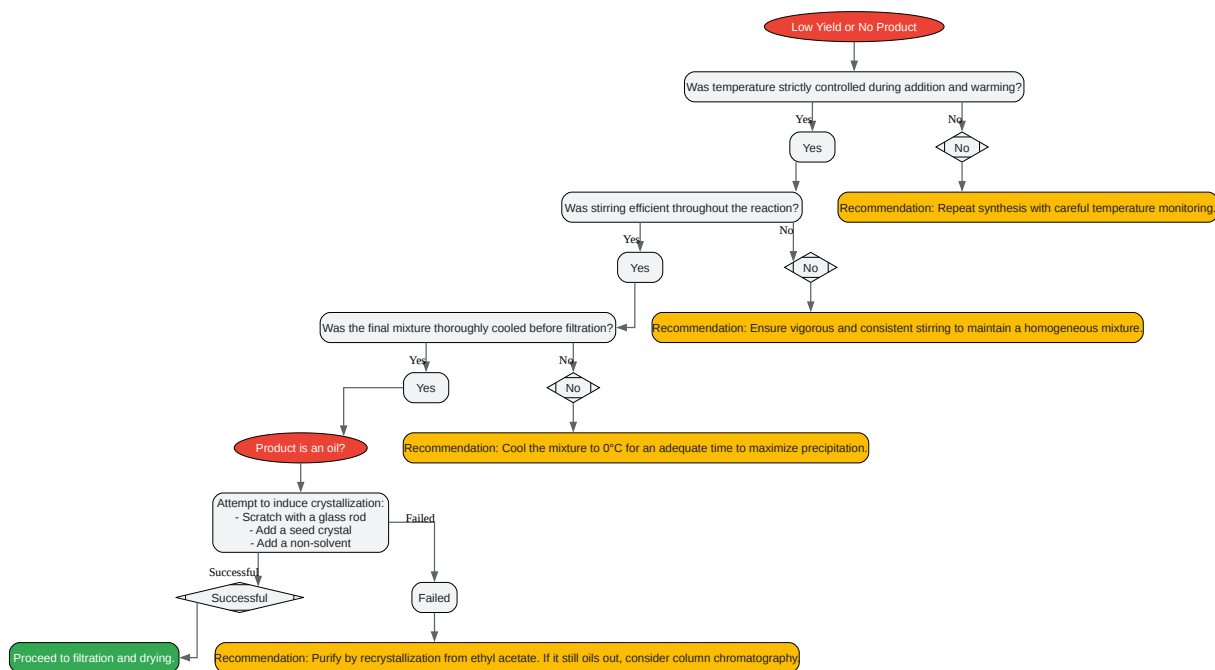 Low Yield or No Product
Was temperature strictly controlled during addition and warming?
Yes
No
Yes
No
Was stirring efficient throughout the reaction?
Recommendation: Repeat synthesis with careful temperature monitoring.
Yes
No
Yes
No
Was the final mixture thoroughly cooled before filtration?
Recommendation: Ensure vigorous and consistent stirring to maintain a homogeneous mixture.
Yes
No
Yes
No
Product is an oil?
Recommendation: Cool the mixture to 0°C for an adequate time to maximize precipitation.
Attempt to induce crystallization:
- Scratch with a glass rod
- Add a seed crystal
- Add a non-solvent
Failed
Successful
Successful
Failed
Proceed to filtration and drying.
Recommendation: Purify by recrystallization from ethyl acetate. If it still oils out, consider column chromatography.